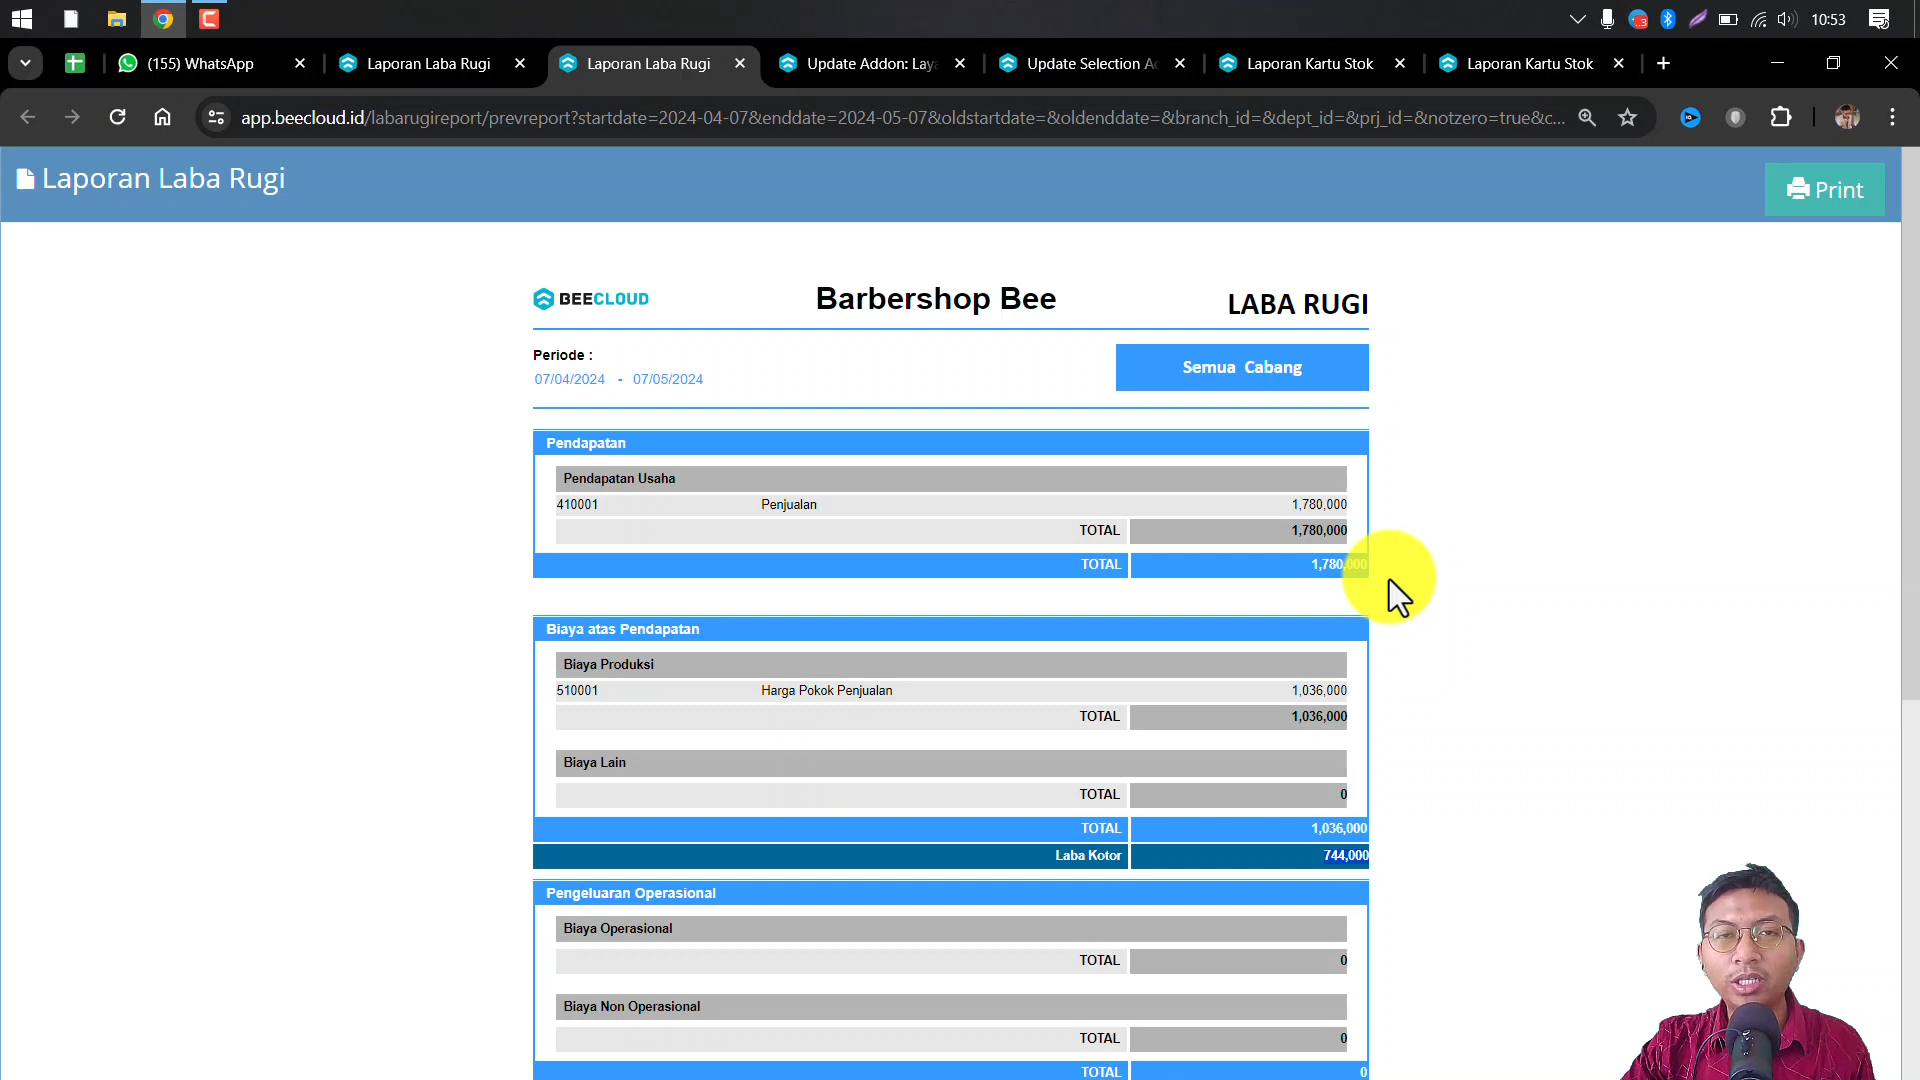 10:53
(155) WhatsApp
Laporan Laba Rugi
Laporan Laba Rugi
Update Addon: Laya
Update Selection Ad
Laporan Kartu Stok
Laporan Kartu Stok
app.beecloud.id/labarugireport/prevreport?startdate=2024-04-07&enddate=2024-05-07&oldstartdate=&oldenddate=&branch_id=&dept_id=&prj_id=&notzero=true&c...
Laporan Laba Rugi
Print
BEECLOUD
Barbershop Bee
LABA RUGI
Periode :
07/04/2024 - 07/05/2024
Semua Cabang
Pendapatan
Pendapatan Usaha
410001 Penjualan 1,780,000
TOTAL 1,780,000
TOTAL 1,780,000
Biaya atas Pendapatan
Biaya Produksi
510001 Harga Pokok Penjualan 1,036,000
TOTAL 1,036,000
Biaya Lain
TOTAL 0
TOTAL 1,036,000
Laba Kotor 744,000
Pengeluaran Operasional
Biaya Operasional
TOTAL 0
Biaya Non Operasional
TOTAL 0
TOTAL 0